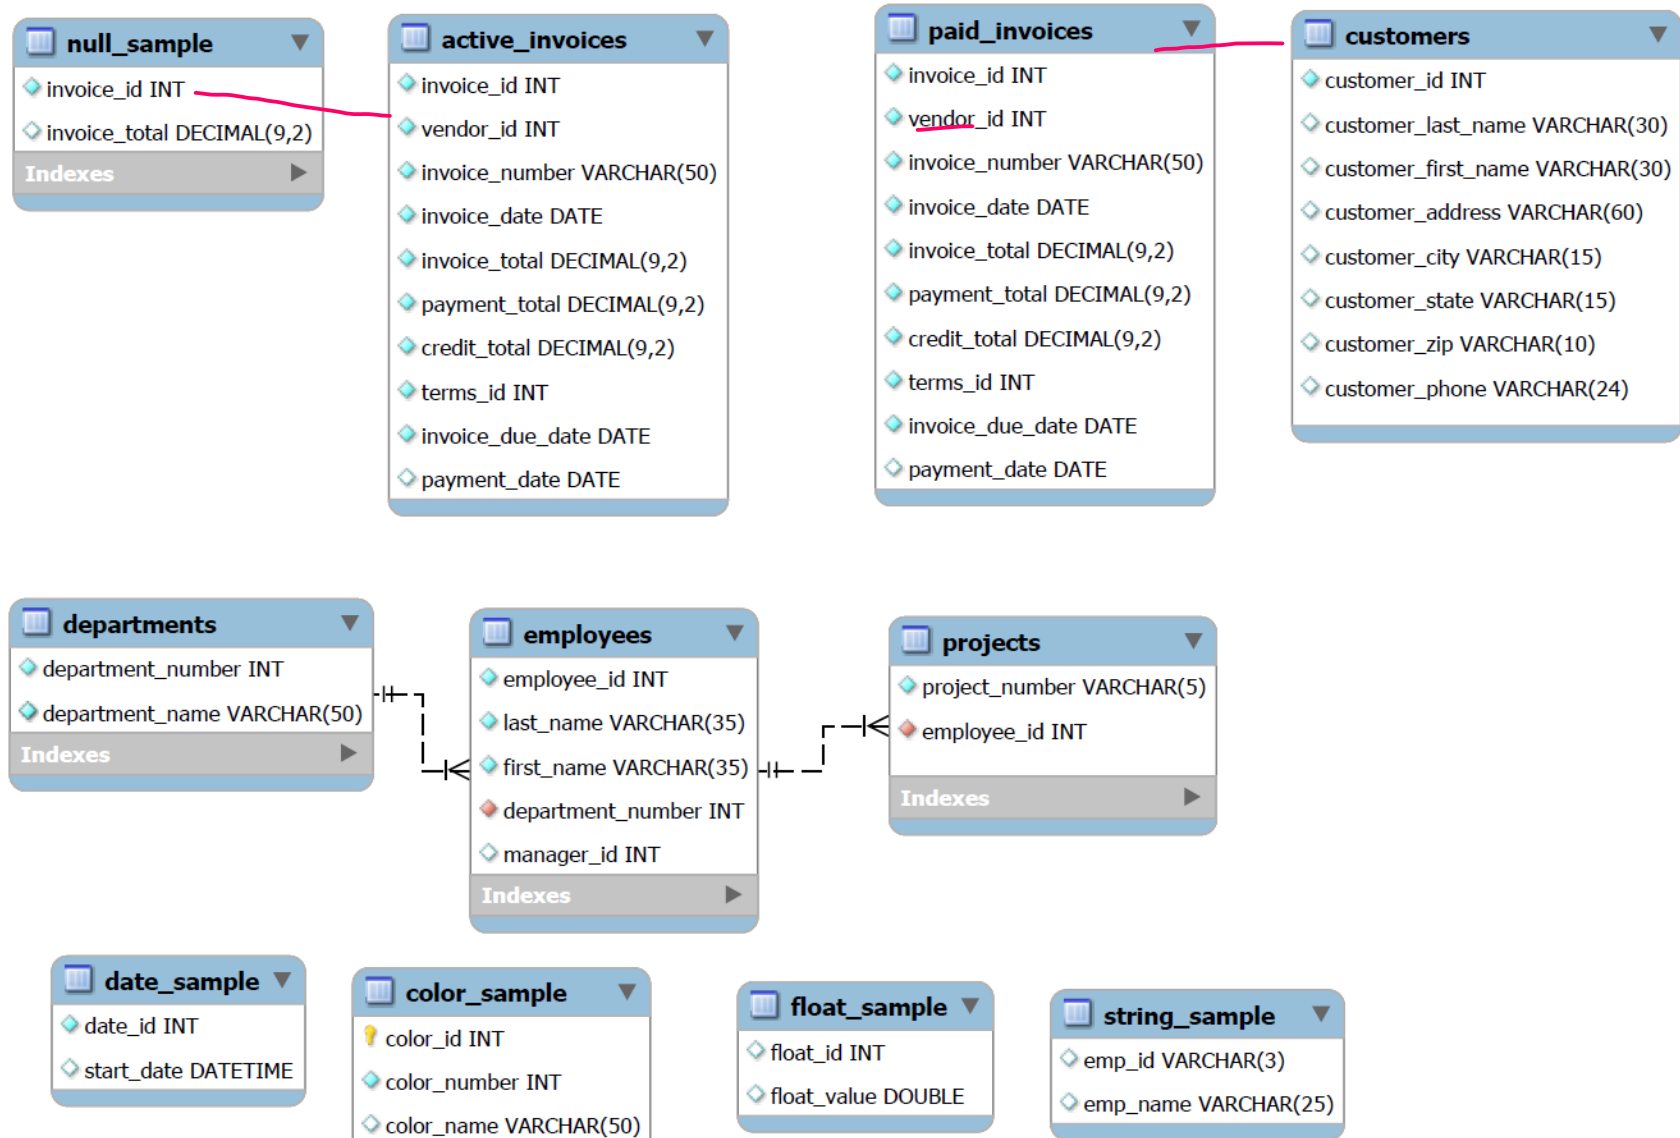 null_sample
invoice_id INT
invoice_total DECIMAL(9,2)
Indexes
active_invoices
invoice_id INT
vendor_id INT
invoice_number VARCHAR(50)
invoice_date DATE
invoice_total DECIMAL(9,2)
payment_total DECIMAL(9,2)
credit_total DECIMAL(9,2)
terms_id INT
invoice_due_date DATE
payment_date DATE
paid_invoices
invoice_id INT
vendor_id INT
invoice_number VARCHAR(50)
invoice_date DATE
invoice_total DECIMAL(9,2)
payment_total DECIMAL(9,2)
credit_total DECIMAL(9,2)
terms_id INT
invoice_due_date DATE
payment_date DATE
customers
customer_id INT
customer_last_name VARCHAR(30)
customer_first_name VARCHAR(30)
customer_address VARCHAR(60)
customer_city VARCHAR(15)
customer_state VARCHAR(15)
customer_zip VARCHAR(10)
customer_phone VARCHAR(24)
departments
department_number INT
department_name VARCHAR(50)
Indexes
employees
employee_id INT
last_name VARCHAR(35)
first_name VARCHAR(35)
department_number INT
manager_id INT
Indexes
projects
project_number VARCHAR(5)
employee_id INT
Indexes
date_sample
date_id INT
start_date DATETIME
color_sample
color_id INT
color_number INT
color_name VARCHAR(50)
float_sample
float_id INT
float_value DOUBLE
string_sample
emp_id VARCHAR(3)
emp_name VARCHAR(25)